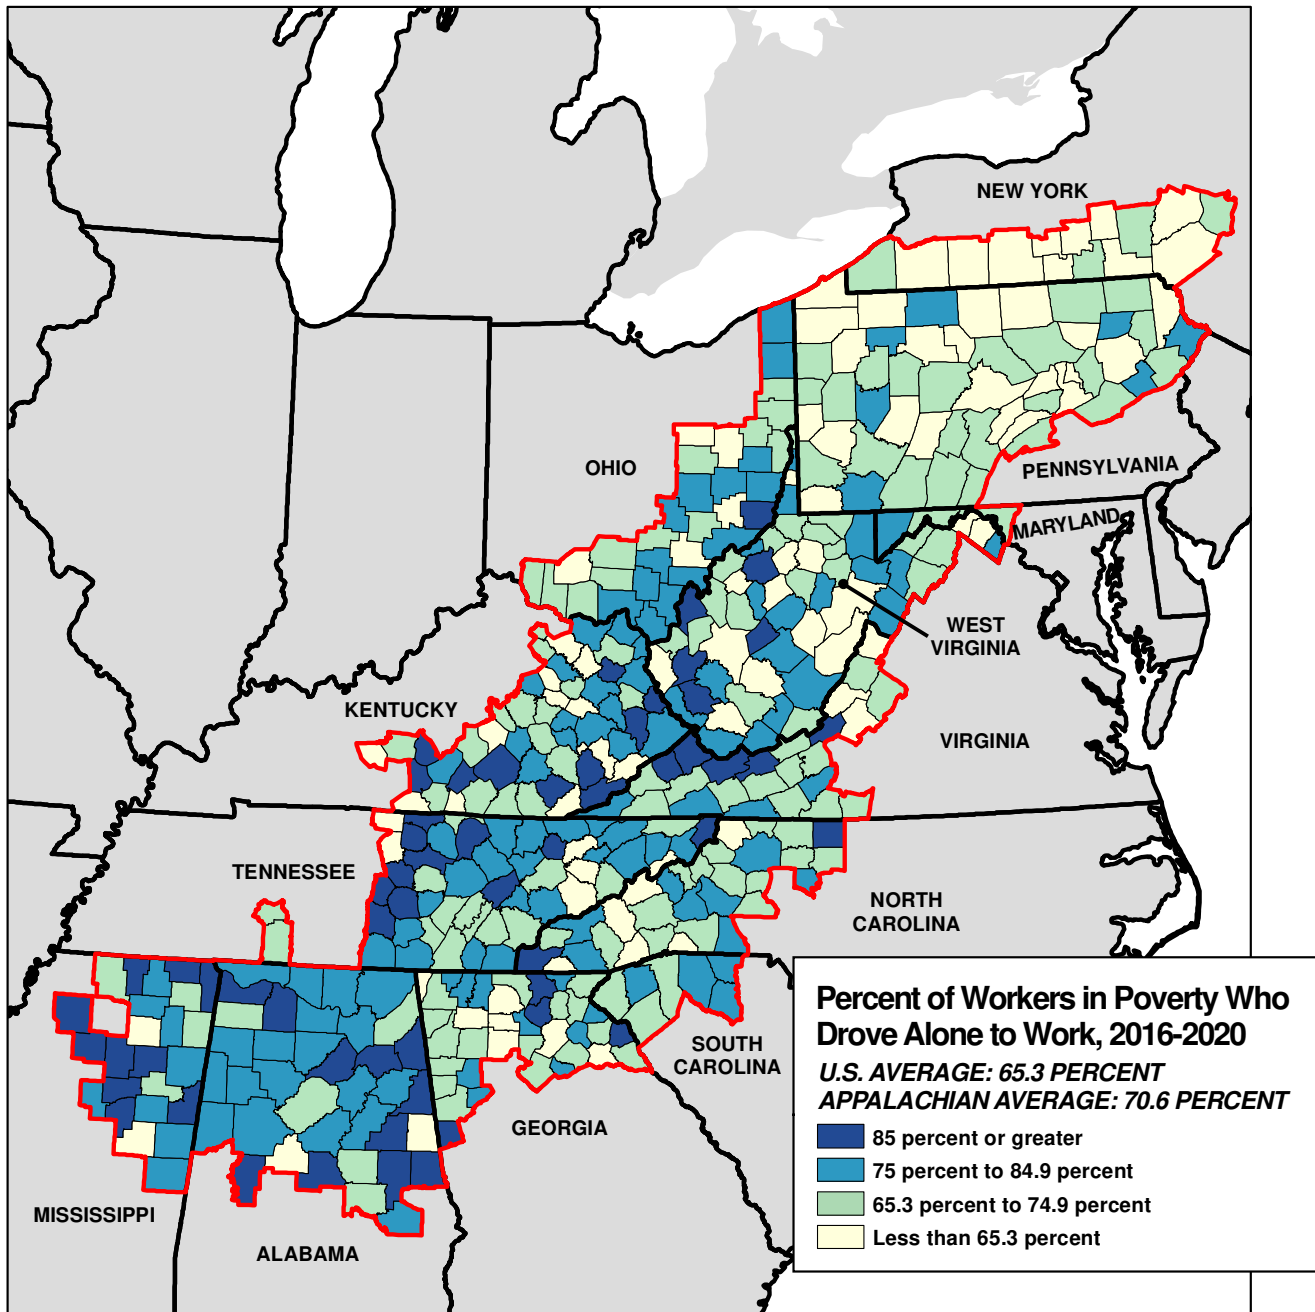 NEW YORK
OHIO
PENNSYLVANIA
MARYLAND
WEST
VIRGINIA
KENTUCKY
VIRGINIA
TENNESSEE
NORTH
CAROLINA
SOUTH
CAROLINA
GEORGIA
MISSISSIPPI
ALABAMA
Percent of Workers in Poverty Who
Drove Alone to Work, 2016-2020
U.S. AVERAGE: 65.3 PERCENT
APPALACHIAN AVERAGE: 70.6 PERCENT
85 percent or greater
75 percent to 84.9 percent
65.3 percent to 74.9 percent
Less than 65.3 percent